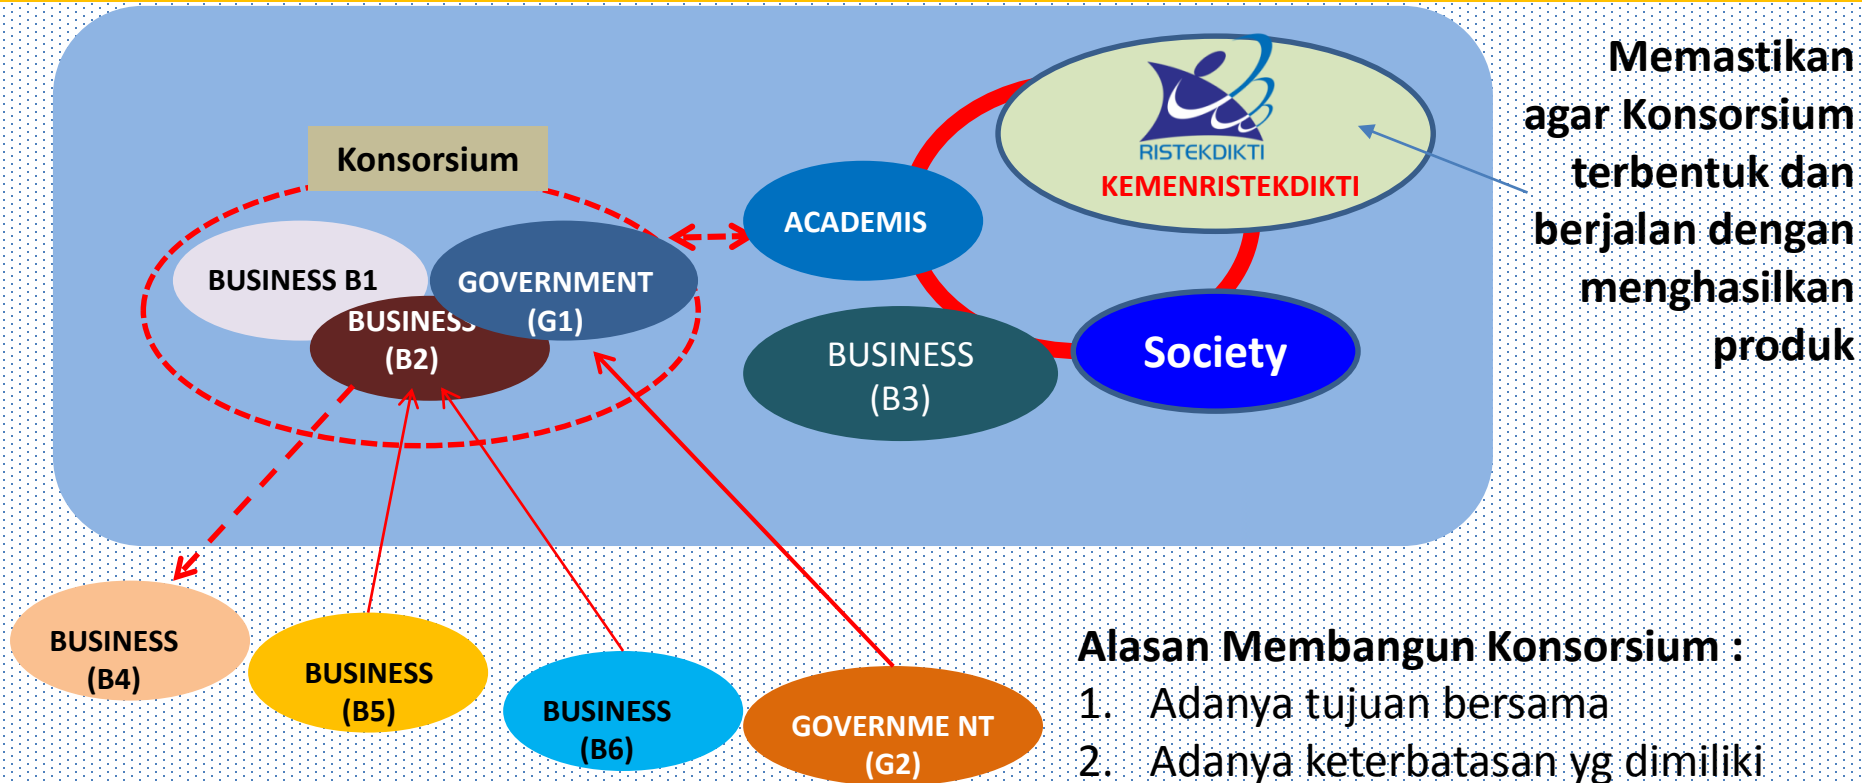 Konsorsium
BUSINESS B1
BUSINESS
(B2)
GOVERNMENT
(G1)
ACADEMIS
RISTEKDIKTI
KEMENRISTEKDIKTI
BUSINESS
(B3)
Society
Memastikan
agar Konsorsium
terbentuk dan
berjalan dengan
menghasilkan
produk
BUSINESS
(B4)
BUSINESS
(B5)
BUSINESS
(B6)
GOVERNME NT
(G2)
Alasan Membangun Konsorsium :
1. Adanya tujuan bersama
2. Adanya keterbatasan yg dimiliki